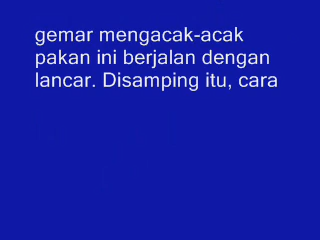 gemar mengacak-acak
pakan ini berjalan dengan
lancar. Disamping itu, cara